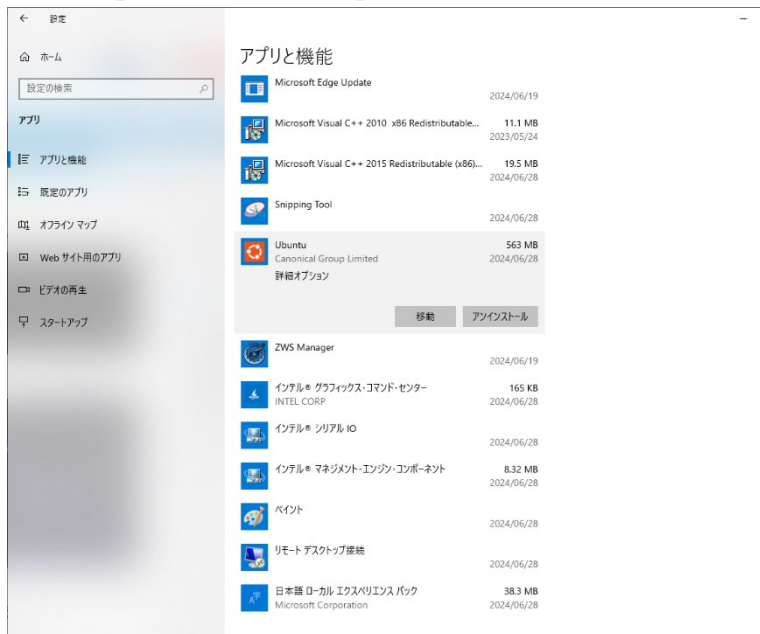 設定
ホーム
設定の検索
アプリ
アプリと機能
既定のアプリ
オフライン マップ
Web サイト用のアプリ
ビデオの再生
スタートアップ
アプリと機能
Microsoft Edge Update
2024/06/19
Microsoft Visual C++ 2010 x86 Redistributable... 11.1 MB
2023/05/24
Microsoft Visual C++ 2015 Redistributable (x86)... 19.5 MB
2024/06/28
Snipping Tool
2024/06/28
Ubuntu 563 MB
Canonical Group Limited 2024/06/28
詳細オプション
移動 アンインストール
ZWS Manager
2024/06/19
インテル® グラフィックス・コマンド・センター 165 KB
INTEL CORP 2024/06/28
インテル® シリアル IO
2024/06/28
インテル® マネジメント・エンジン・コンポーネント 8.32 MB
2024/06/28
ペイント
2024/06/28
リモート デスクトップ接続
2024/06/28
日本語 ローカル エクスペリエンス パック 38.3 MB
Microsoft Corporation 2024/06/28